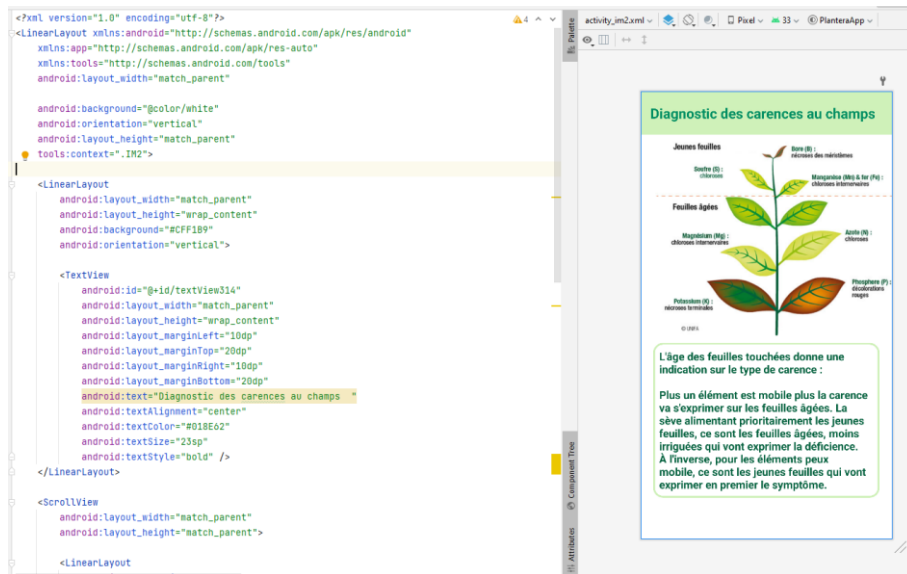 <?xml version="1.0" encoding="utf-8"?>
<LinearLayout xmlns:android="http://schemas.android.com/apk/res/android"
xmlns:app="http://schemas.android.com/apk/res-auto"
xmlns:tools="http://schemas.android.com/tools"
android:layout_width="match_parent"
android:background="@color/white"
android:orientation="vertical"
android:layout_height="match_parent"
tools:context=".IM2">
<LinearLayout
android:layout_width="match_parent"
android:layout_height="wrap_content"
android:background="#CFF1B9"
android:orientation="vertical">
<TextView
android:id="@+id/textView314"
android:layout_width="match_parent"
android:layout_height="wrap_content"
android:layout_marginLeft="10dp"
android:layout_marginTop="20dp"
android:layout_marginRight="10dp"
android:layout_marginBottom="20dp"
android:text="Diagnostic des carences au champs  "
android:textAlignment="center"
android:textColor="#018E62"
android:textSize="23sp"
android:textStyle="bold" />
</LinearLayout>
<ScrollView
android:layout_width="match_parent"
android:layout_height="match_parent">
<LinearLayout
4
Palette
Component Tree
Attributes
activity_im2.xml
Pixel
33
PlanteraApp
Diagnostic des carences au champs
Jeunes feuilles
Bore (B) :
nécroses des méristèmes
Soufre (S) :
chloroses
Manganèse (Mn) & fer (Fe) :
chloroses internervaires
Feuilles âgées
Magnésium (Mg) :
chloroses internervaires
Azote (N) :
chloroses
Phosphore (P) :
décolorations
rouges
Potassium (K) :
nécroses terminales
© UNIFA
L'âge des feuilles touchées donne une
indication sur le type de carence :
Plus un élément est mobile plus la carence
va s'exprimer sur les feuilles âgées. La
sève alimentant prioritairement les jeunes
feuilles, ce sont les feuilles âgées, moins
irriguées qui vont exprimer la déficience.
À l'inverse, pour les éléments peux
mobile, ce sont les jeunes feuilles qui vont
exprimer en premier le symptôme.